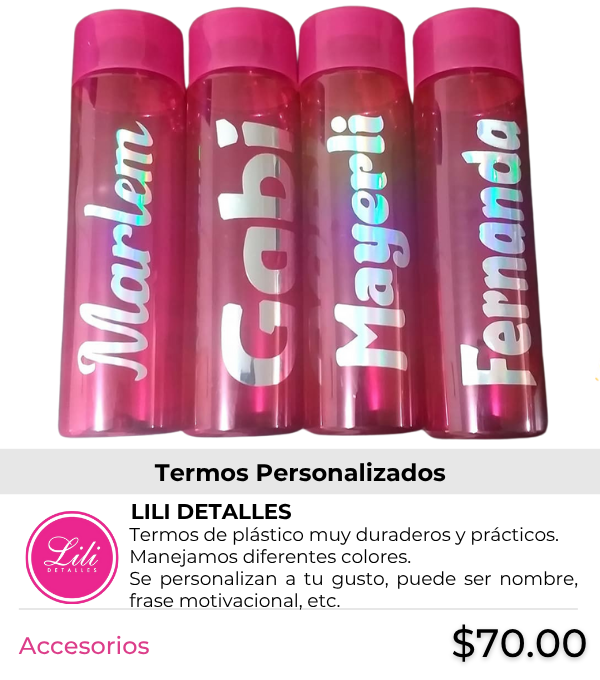 Marlem
Gabi
Mayerli
Fernanda
Termos Personalizados
LILI DETALLES
Termos de plástico muy duraderos y prácticos.
Manejamos diferentes colores.
Se personalizan a tu gusto, puede ser nombre,
frase motivacional, etc.
Lili
DETALLES
Accesorios
$70.00